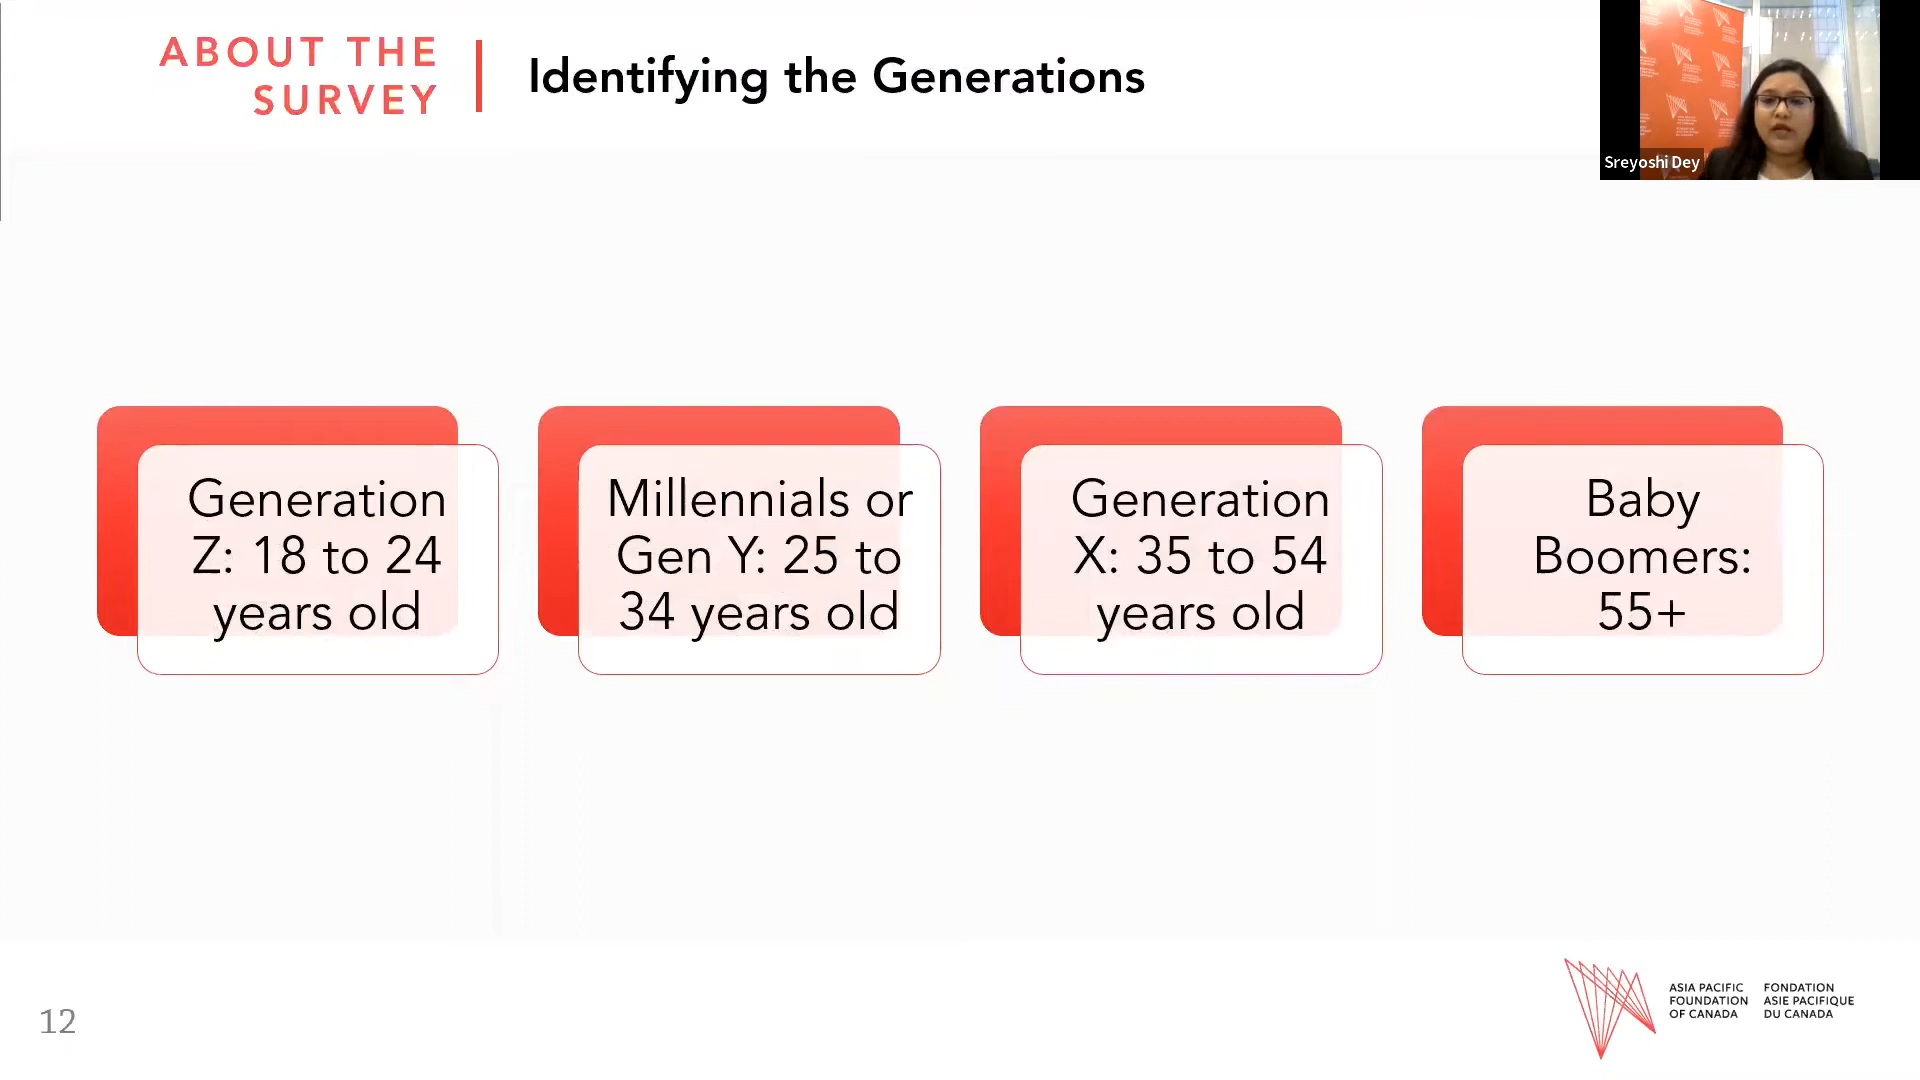 ABOUT THE
SURVEY
Identifying the Generations
Sreyoshi Dey
Generation
Z: 18 to 24
years old
Millennials or
Gen Y: 25 to
34 years old
Generation
X: 35 to 54
years old
Baby
Boomers:
55+
12
ASIA PACIFIC
FOUNDATION
OF CANADA
FONDATION
ASIE PACIFIQUE
DU CANADA